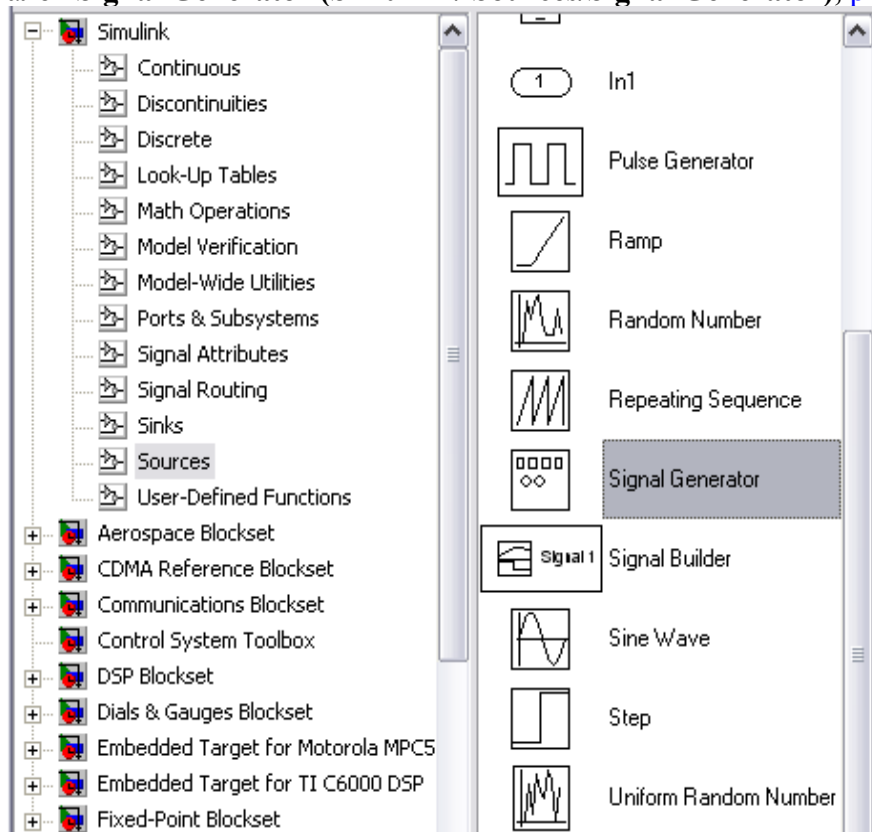 Signal Generator
Simulink
Continuous
Discontinuities
Discrete
Look-Up Tables
Math Operations
Model Verification
Model-Wide Utilities
Ports & Subsystems
Signal Attributes
Signal Routing
Sinks
Sources
User-Defined Functions
Aerospace Blockset
CDMA Reference Blockset
Communications Blockset
Control System Toolbox
DSP Blockset
Dials & Gauges Blockset
Embedded Target for Motorola MPC5
Embedded Target for TI C6000 DSP
Fixed-Point Blockset
1
In1
Pulse Generator
Ramp
Random Number
Repeating Sequence
Signal Generator
Signal 1
Signal Builder
Sine Wave
Step
Uniform Random Number